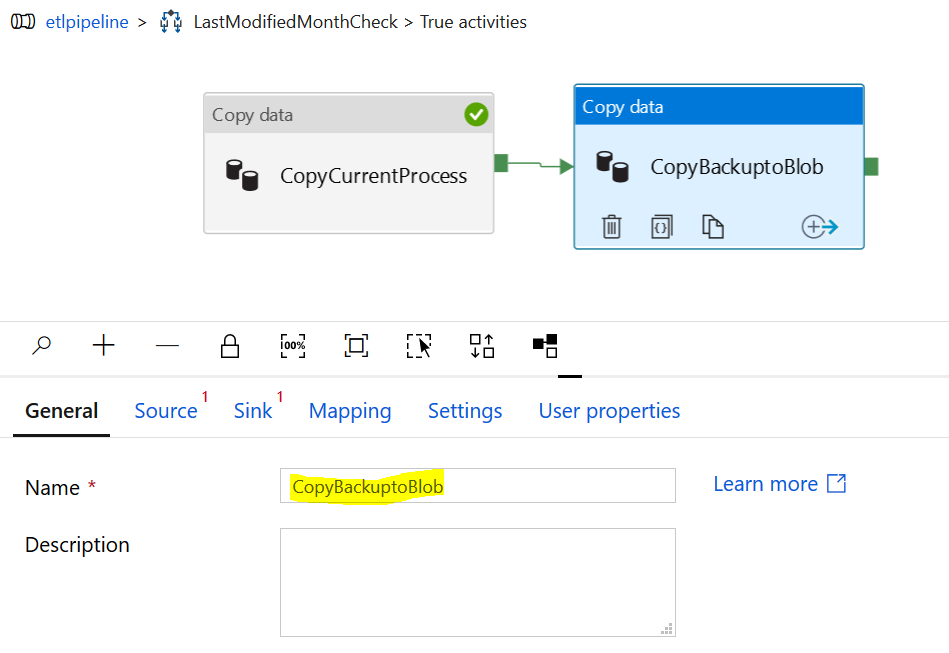 etlpipeline > LastModifiedMonthCheck > True activities
Copy data
CopyCurrentProcess
Copy data
CopyBackuptoBlob
{}
100%
General Source 1 Sink 1 Mapping Settings User properties
Name * CopyBackuptoBlob Learn more
Description